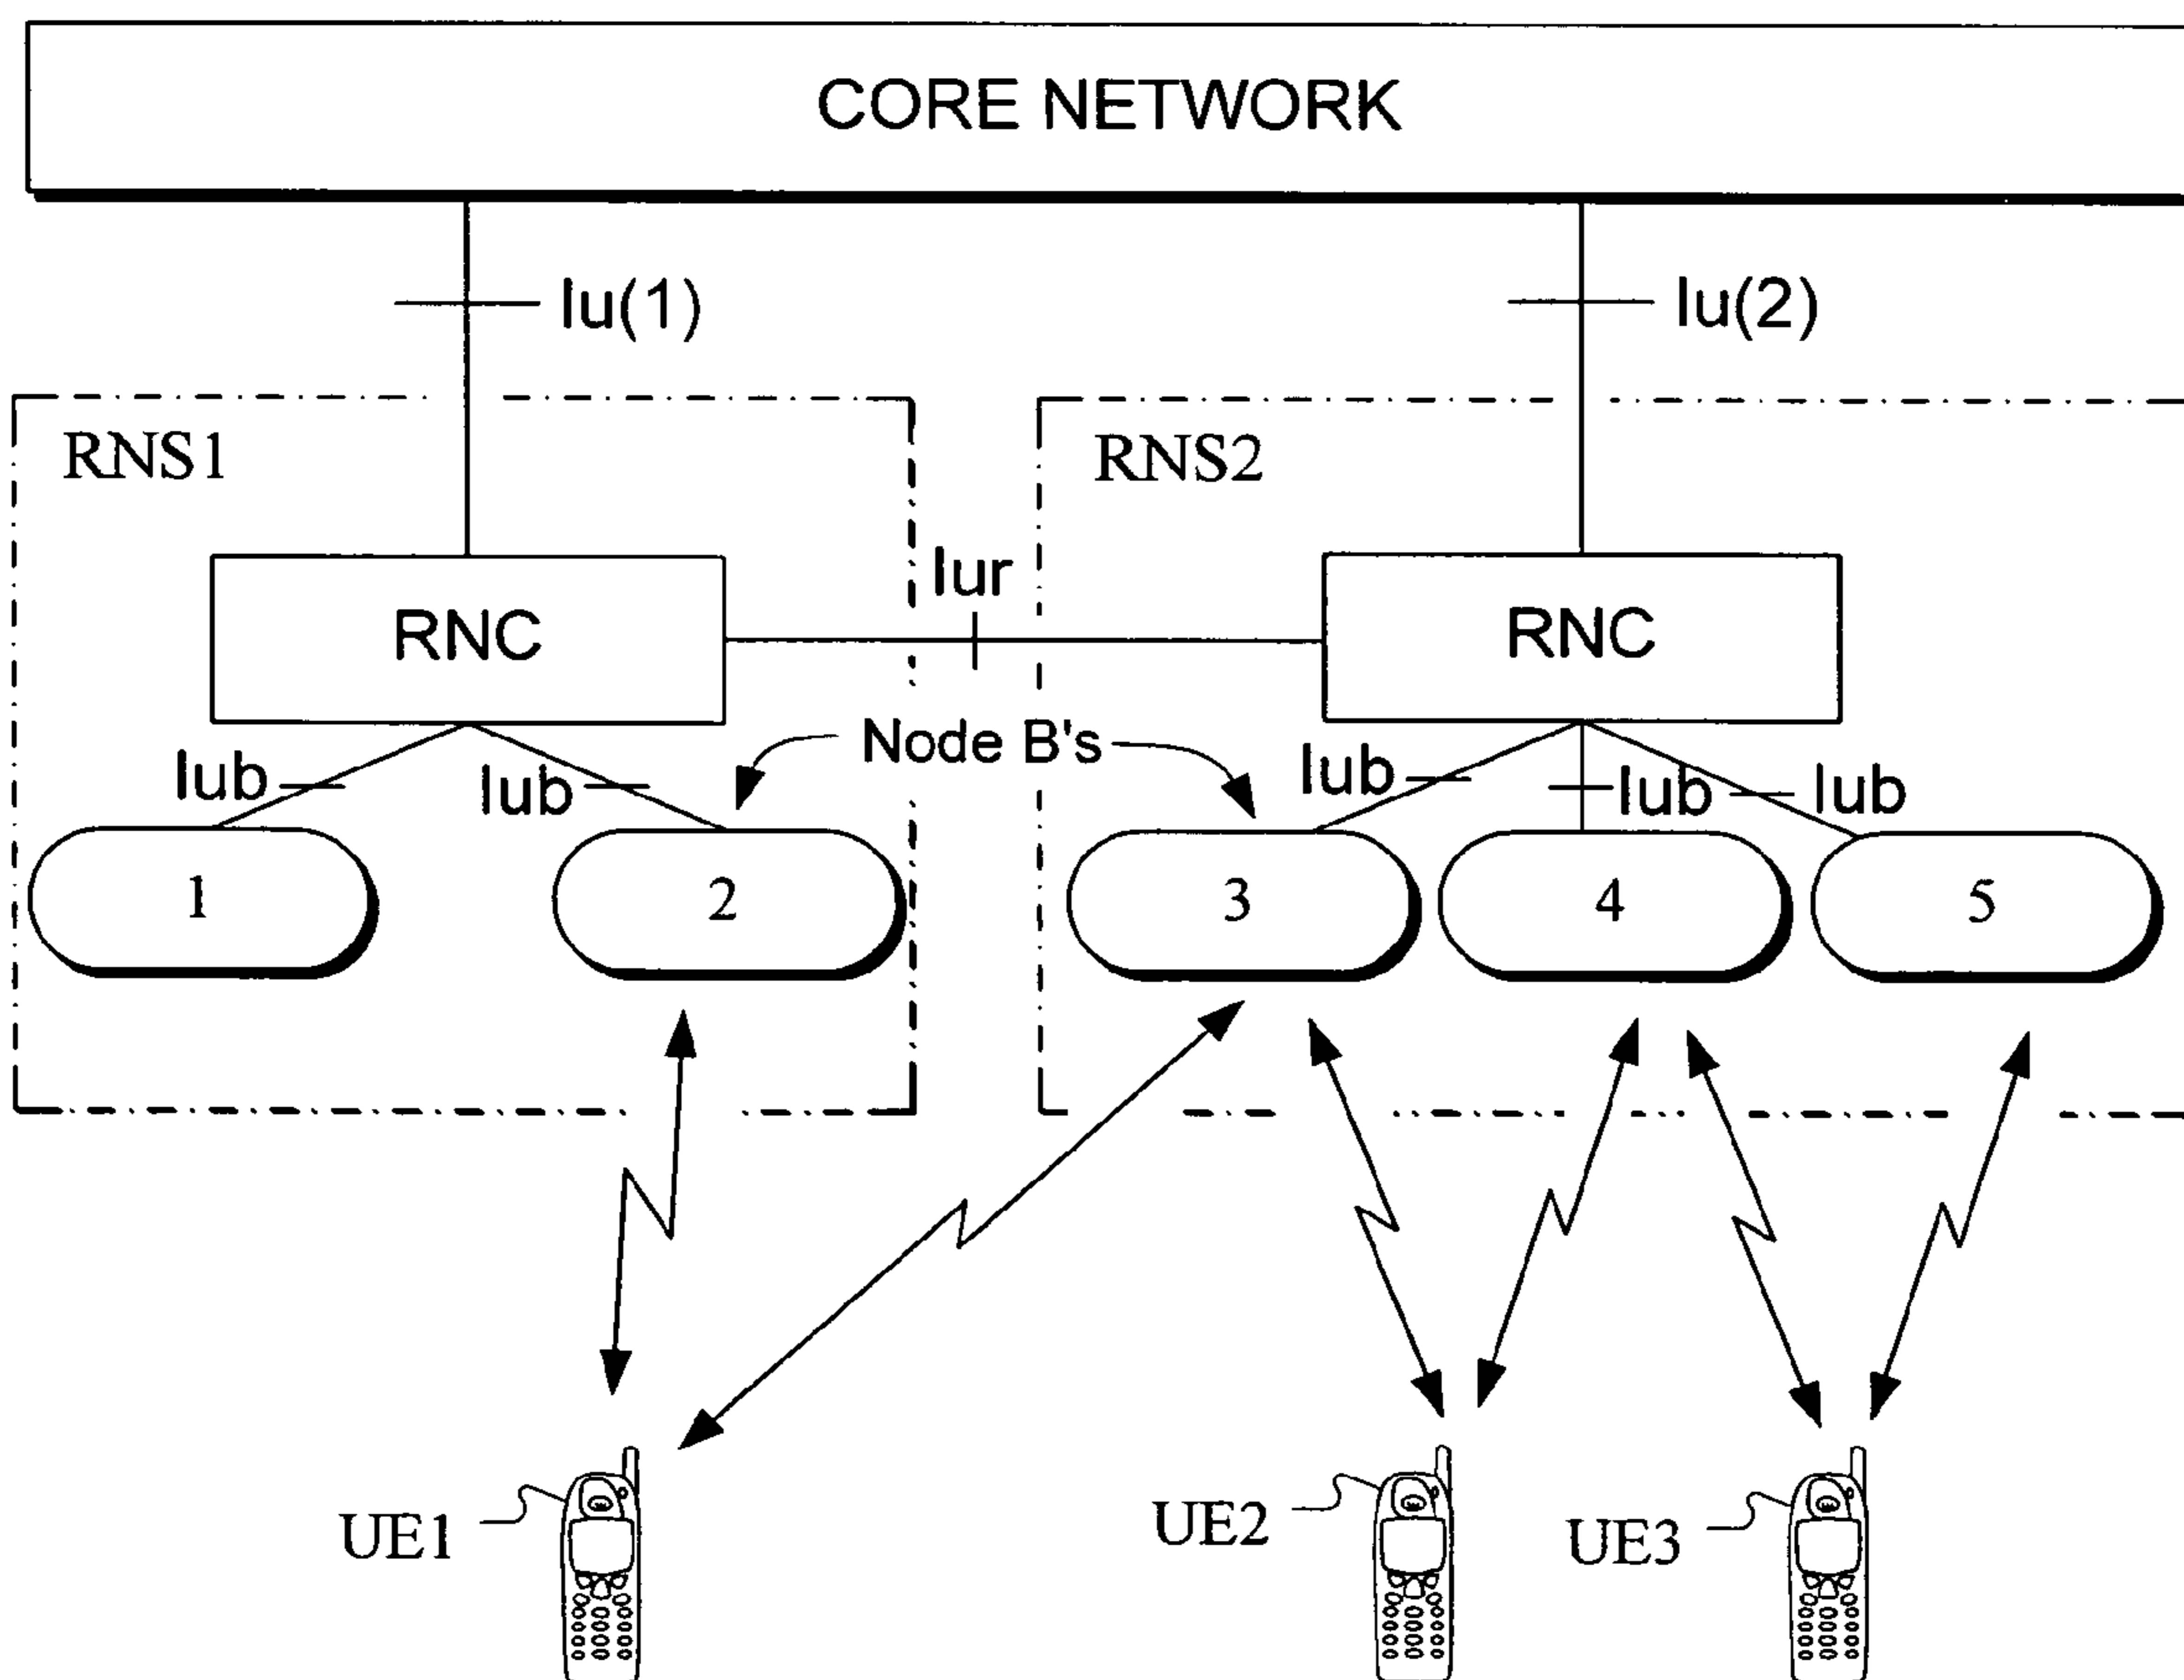 CORE NETWORK
Iu(1)
Iu(2)
RNS1
RNS2
Iur
RNC
RNC
Node B's
Iub
Iub
Iub
Iub
Iub
1
2
3
4
5
UE1
UE2
UE3